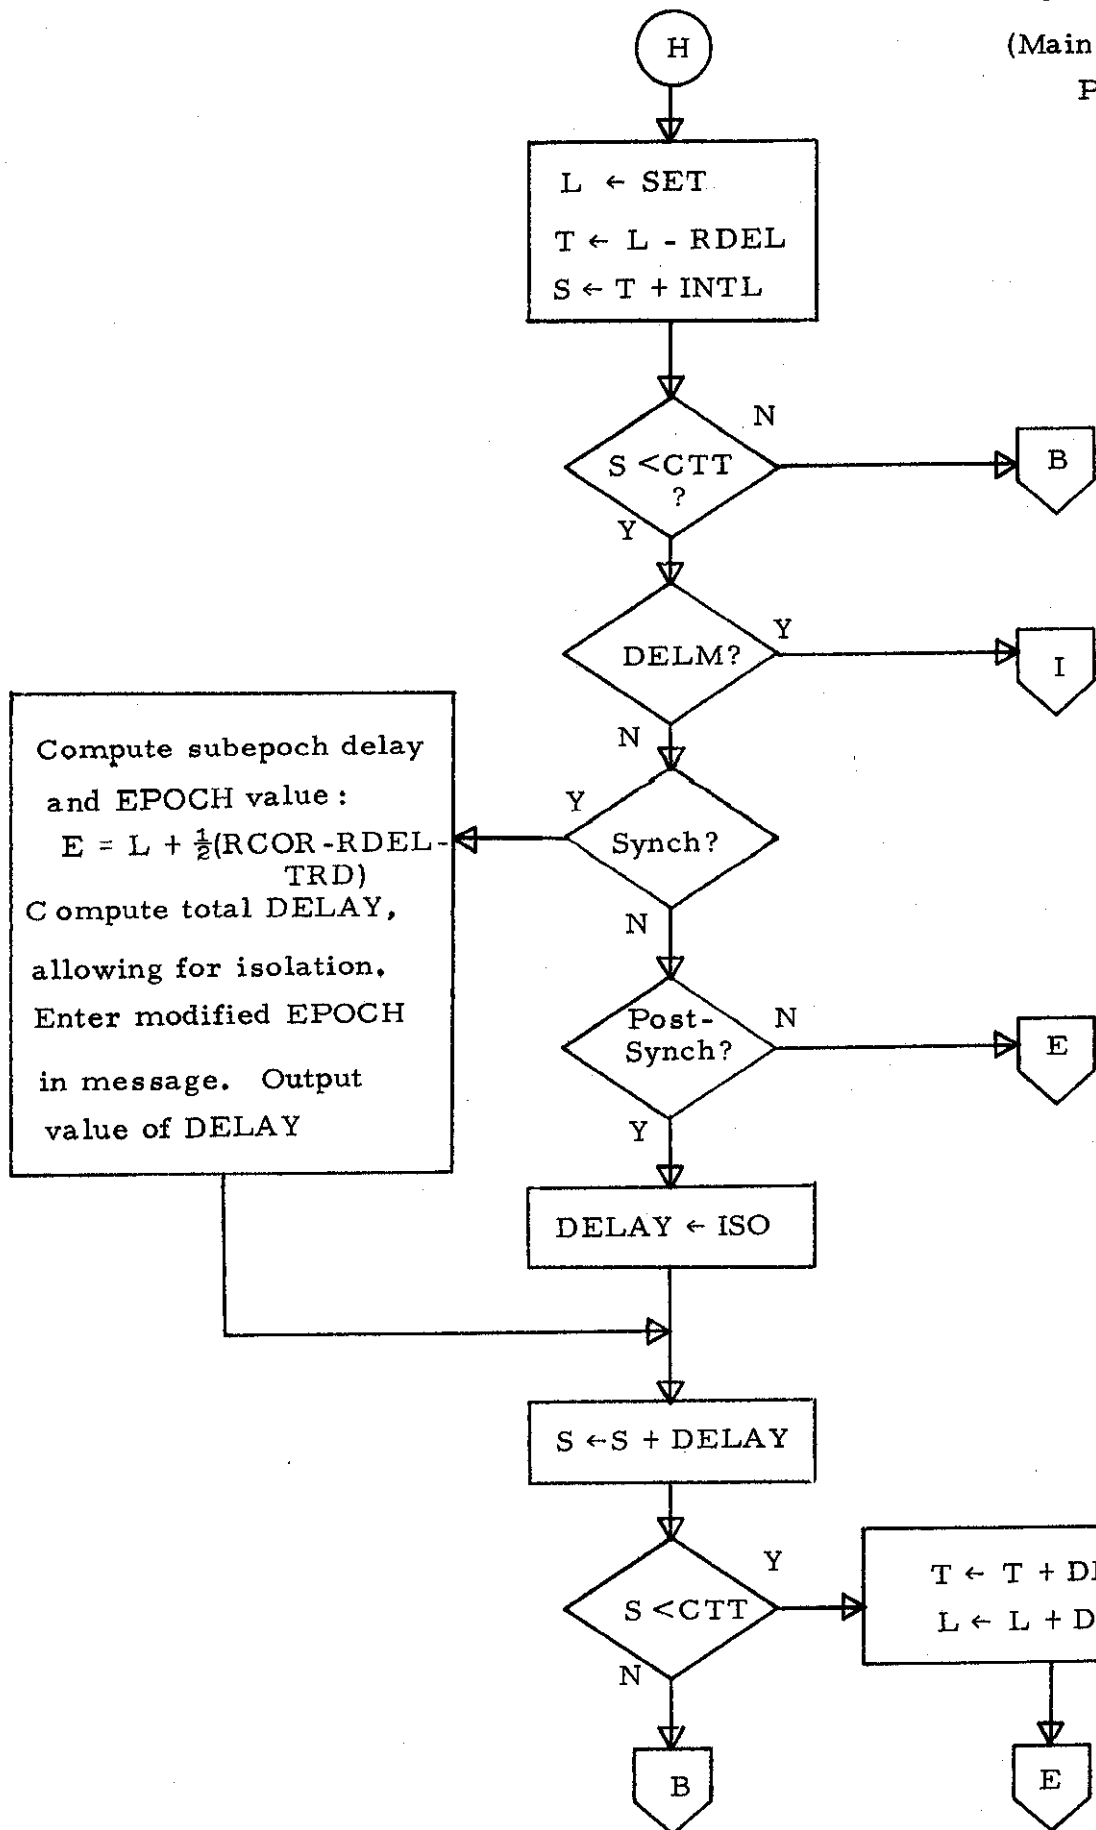 H
(Main
P
L ← SET
T ← L - RDEL
S ← T + INTL
N
S <CTT
?
B
Y
DELM?
Y
I
N
Compute subepoch delay
and EPOCH value :
E = L + ½(RCOR-RDEL-
TRD)
Compute total DELAY,
allowing for isolation.
Enter modified EPOCH
in message. Output
value of DELAY
Y
Synch?
N
Post-
Synch?
N
E
Y
DELAY ← ISO
S ←S + DELAY
S <CTT
Y
T ← T + D
L ← L + D
N
B
E